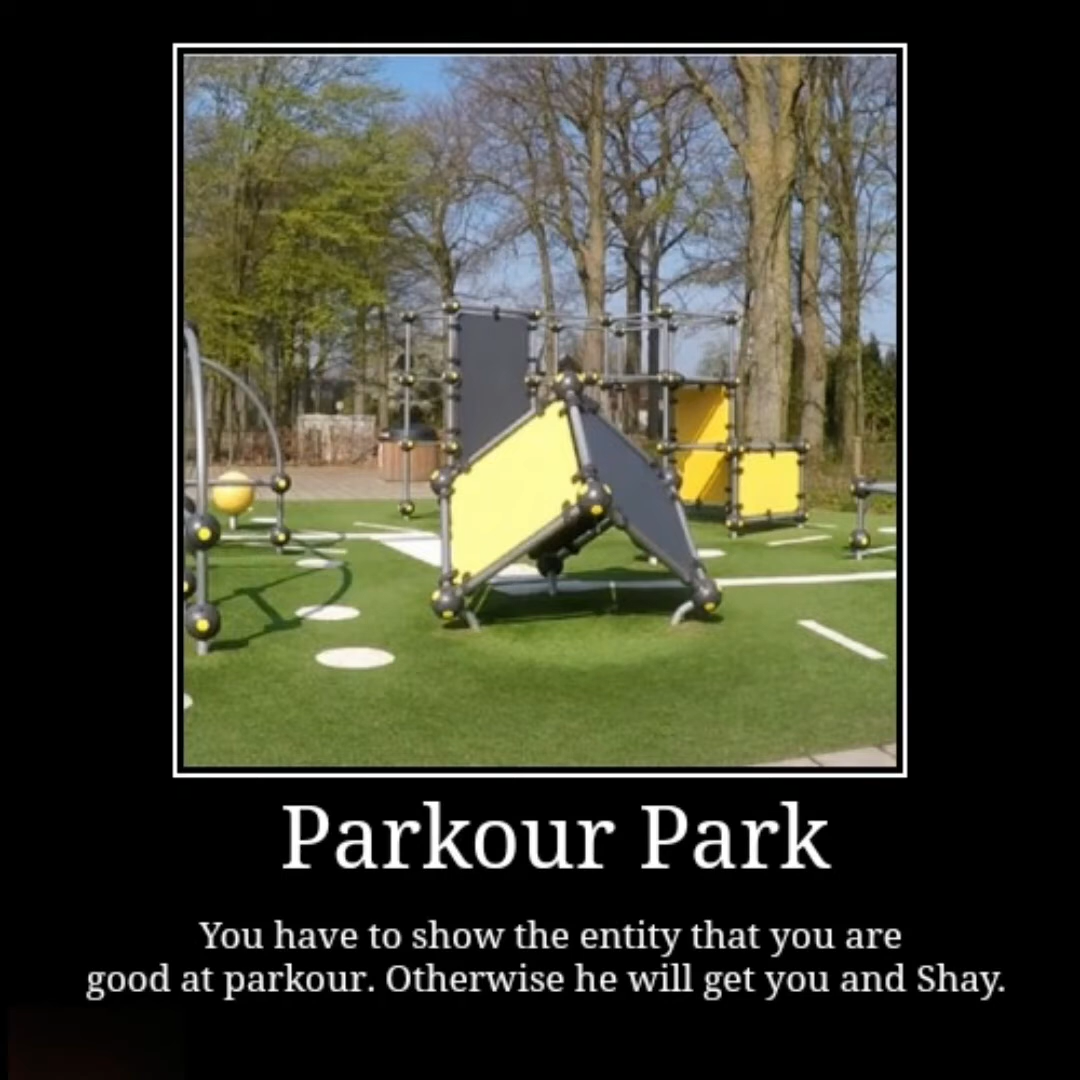 Parkour Park
You have to show the entity that you are
good at parkour. Otherwise he will get you and Shay.